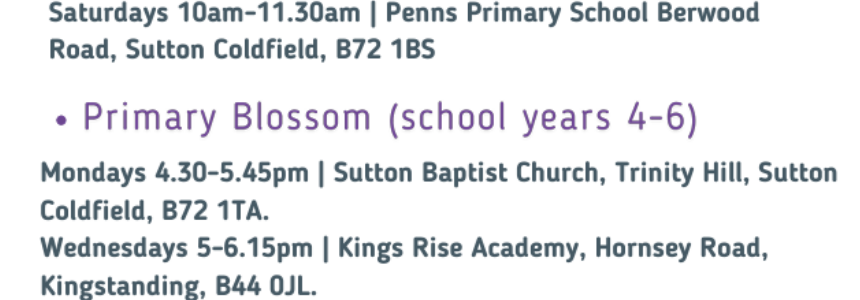 Saturdays 10am-11.30am | Penns Primary School Berwood
Road, Sutton Coldfield, B72 1BS
• Primary Blossom (school years 4-6)
Mondays 4.30-5.45pm | Sutton Baptist Church, Trinity Hill, Sutton
Coldfield, B72 1TA.
Wednesdays 5-6.15pm | Kings Rise Academy, Hornsey Road,
Kingstanding, B44 0JL.